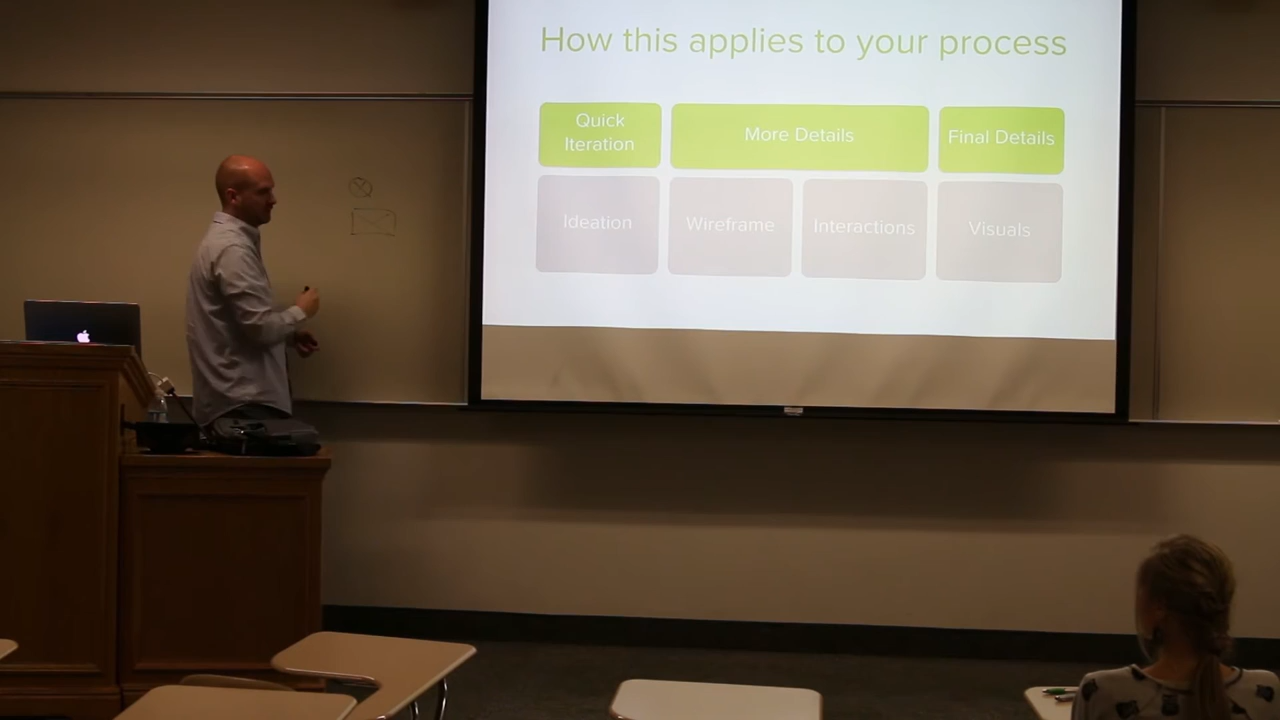 How this applies to your process
Quick
Iteration
More Details
Final Details
Ideation
Wireframe
Interactions
Visuals